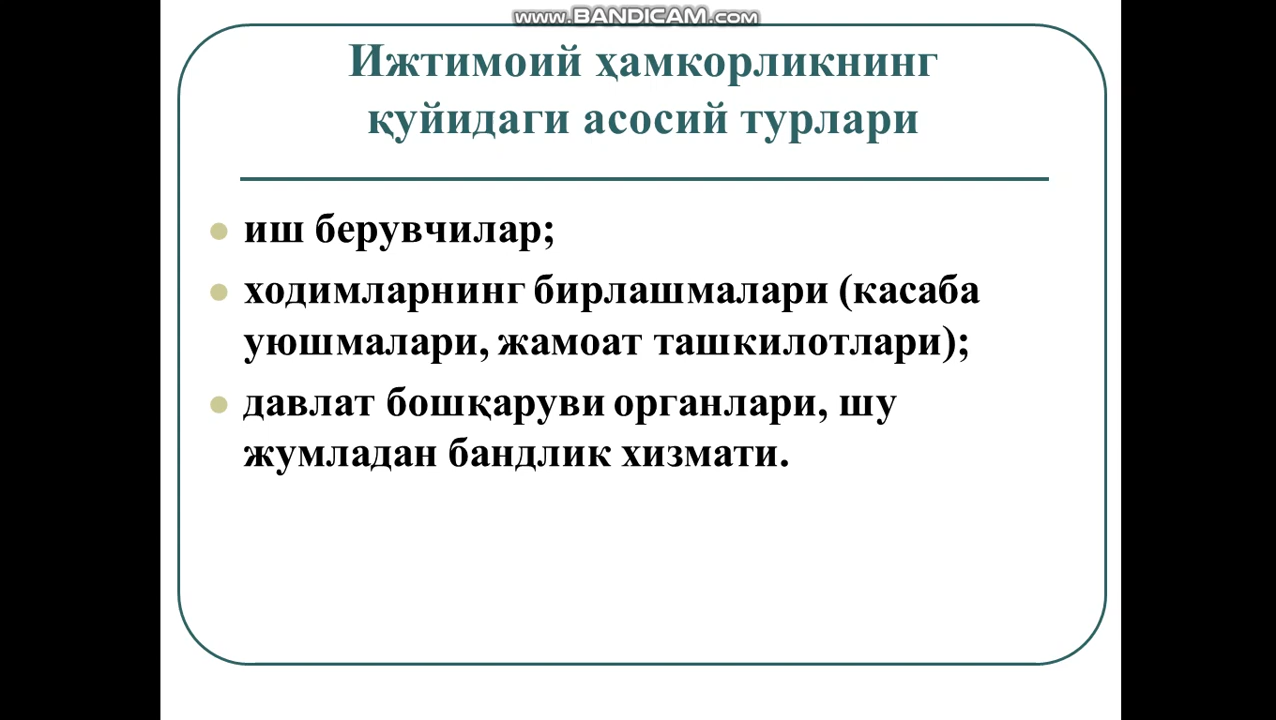 www.BANDICAM.com
Ижтимоий ҳамкорликнинг
қуйидаги асосий турлари
иш берувчилар;
ходимларнинг бирлашмалари (касаба
уюшмалари, жамоат ташкилотлари);
давлат бошқаруви органлари, шу
жумладан бандлик хизмати.